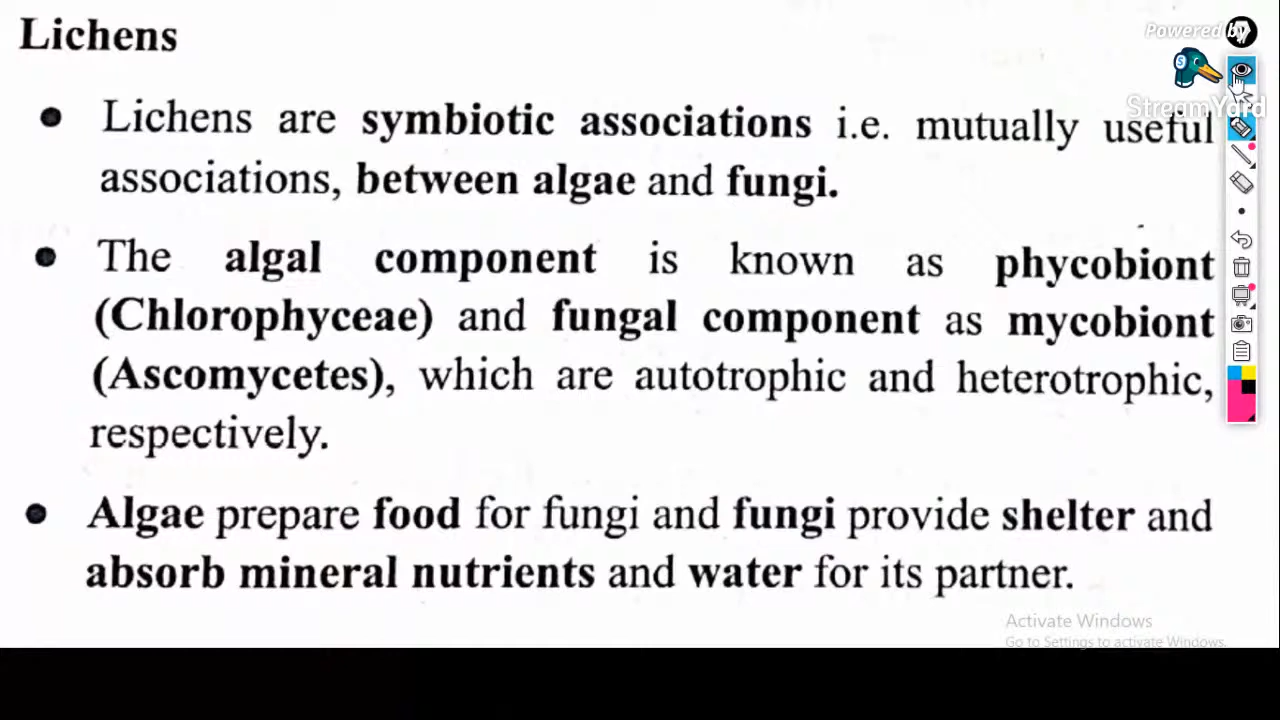 Lichens
Powered by
StreamYard
● Lichens are symbiotic associations i.e. mutually useful
associations, between algae and fungi.
● The algal component is known as phycobiont
(Chlorophyceae) and fungal component as mycobiont
(Ascomycetes), which are autotrophic and heterotrophic,
respectively.
● Algae prepare food for fungi and fungi provide shelter and
absorb mineral nutrients and water for its partner.
Activate Windows
Go to Settings to activate Windows.